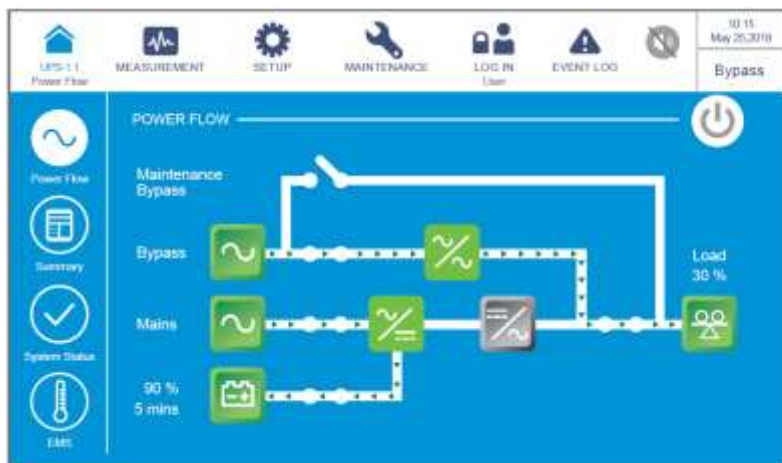 UPS-1.1
Power Flow
MEASUREMENT
SETUP
MAINTENANCE
LOG IN
User
EVENT LOG
10:15
May 25,2018
Bypass
POWER FLOW
Power Flow
Summary
System Status
EMS
Maintenance
Bypass
Bypass
Mains
90 %
5 mins
Load
30 %